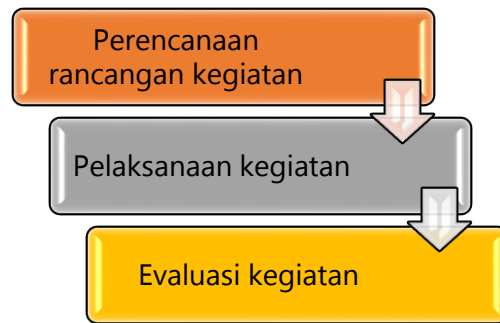 Perencanaan
rancangan kegiatan
Pelaksanaan kegiatan
Evaluasi kegiatan